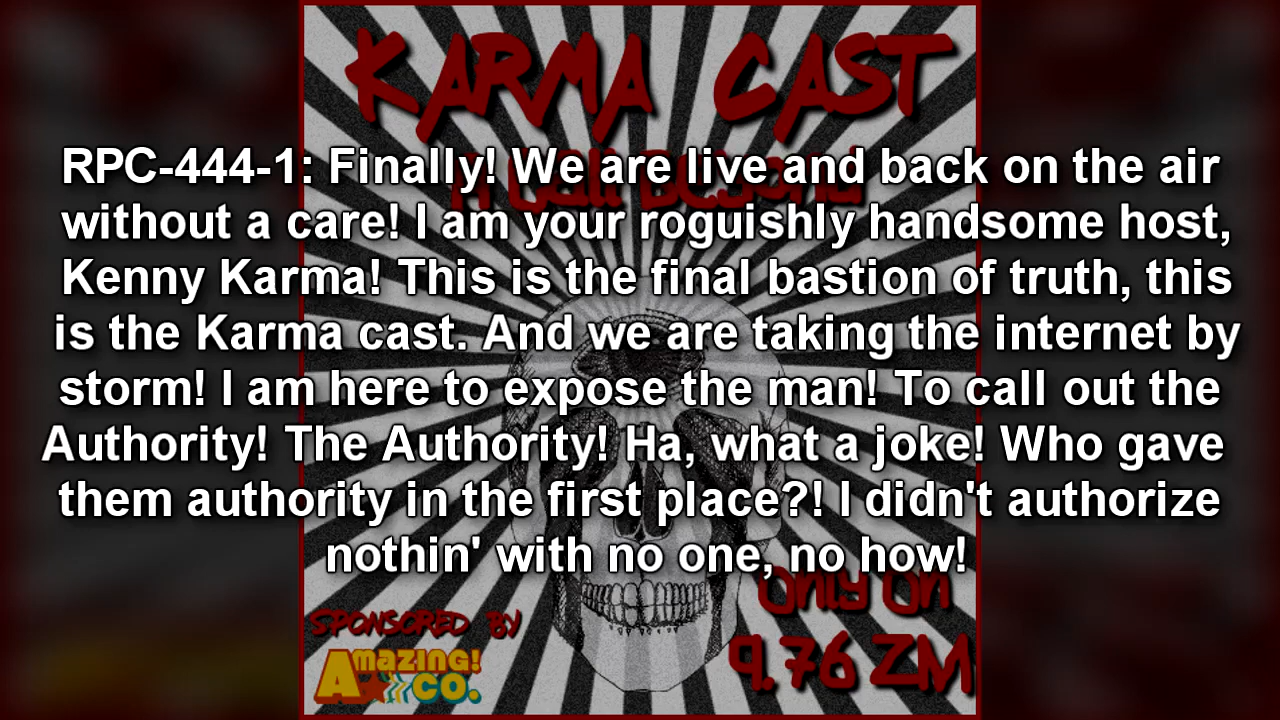 KARMA CAST
RPC-444-1: Finally! We are live and back on the air
without a care! I am your roguishly handsome host,
Kenny Karma! This is the final bastion of truth, this
is the Karma cast. And we are taking the internet by
storm! I am here to expose the man! To call out the
Authority! The Authority! Ha, what a joke! Who gave
them authority in the first place?! I didn't authorize
nothin' with no one, no how!
Only On
9.76 ZM
SPONSORED BY
AMAZING!
CO.